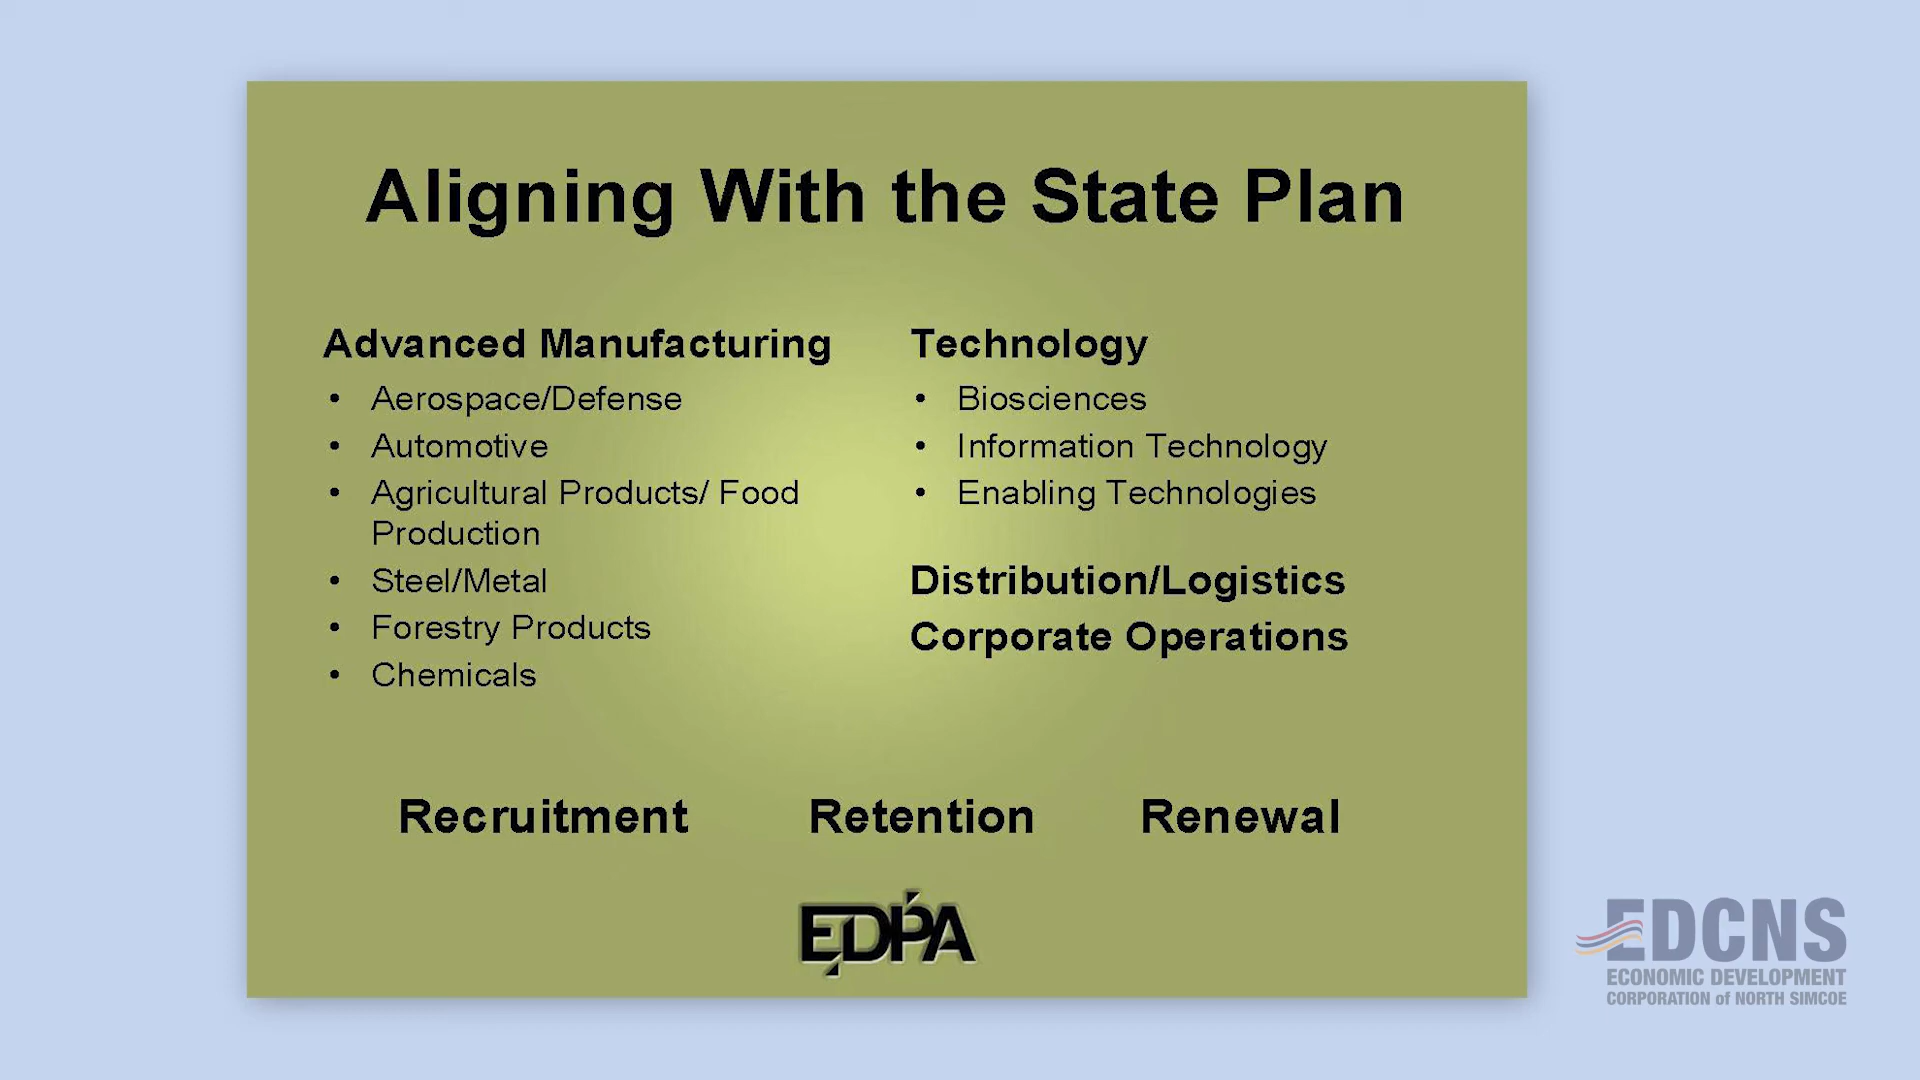 Aligning With the State Plan
Advanced Manufacturing
• Aerospace/Defense
• Automotive
• Agricultural Products/ Food
Production
• Steel/Metal
• Forestry Products
• Chemicals
Technology
• Biosciences
• Information Technology
• Enabling Technologies
Distribution/Logistics
Corporate Operations
Recruitment Retention Renewal
EDPA
EDCNS
ECONOMIC DEVELOPMENT
CORPORATION of NORTH SIMCOE